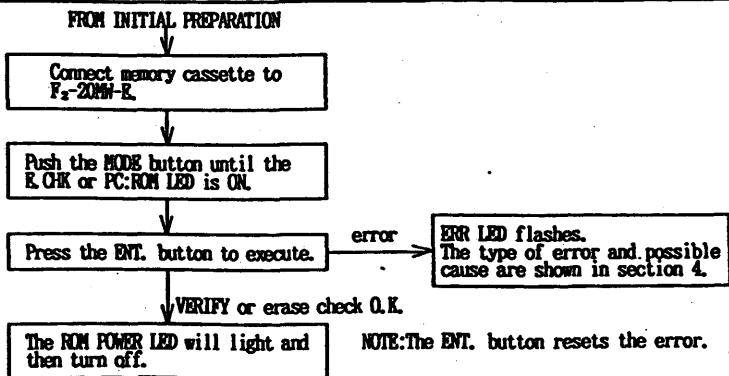 FROM INITIAL PREPARATION
Connect memory cassette to
F₂-20MW-E.
Push the MODE button until the
E.CHK or PC:ROM LED is ON.
Press the ENT. button to execute.
error
ERR LED flashes.
The type of error and possible
cause are shown in section 4.
VERIFY or erase check O.K.
The ROM POWER LED will light and
then turn off.
NOTE:The ENT. button resets the error.